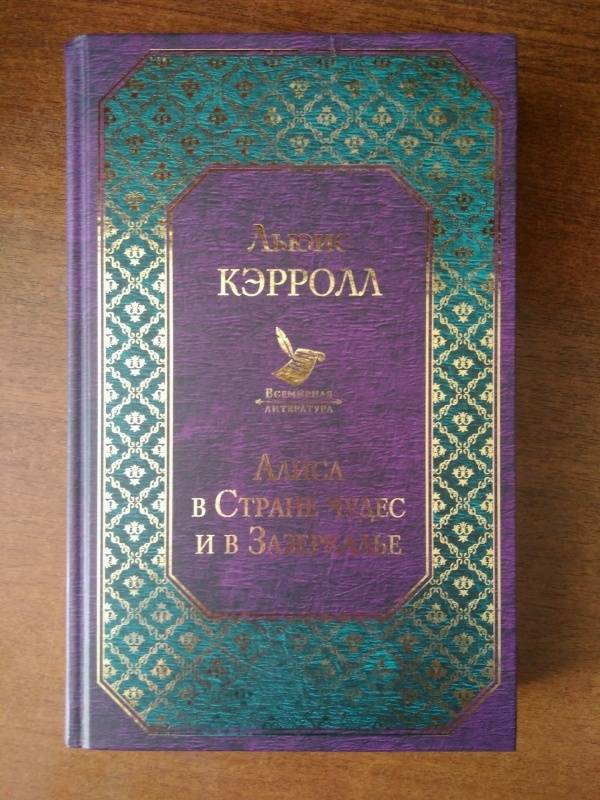 Льюис
КЭРРОЛЛ
Всемирная
литература
Алиса
в Стране чудес
и в Зазеркалье